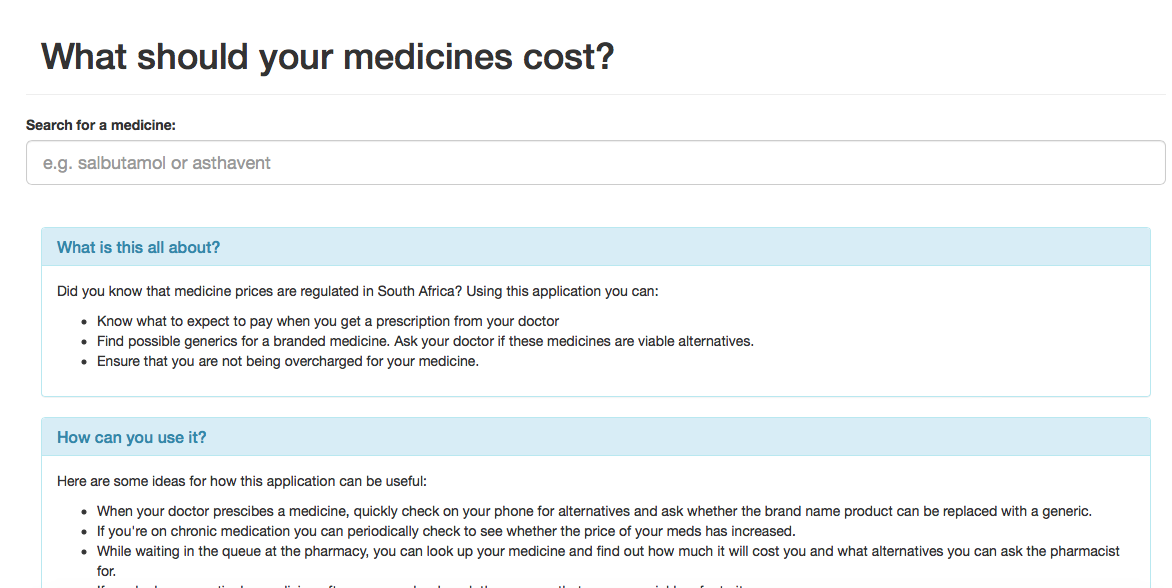 What should your medicines cost?
Search for a medicine:
e.g. salbutamol or asthavent
What is this all about?
Did you know that medicine prices are regulated in South Africa? Using this application you can:
• Know what to expect to pay when you get a prescription from your doctor
• Find possible generics for a branded medicine. Ask your doctor if these medicines are viable alternatives.
• Ensure that you are not being overcharged for your medicine.
How can you use it?
Here are some ideas for how this application can be useful:
• When your doctor prescibes a medicine, quickly check on your phone for alternatives and ask whether the brand name product can be replaced with a generic.
• If you're on chronic medication you can periodically check to see whether the price of your meds has increased.
• While waiting in the queue at the pharmacy, you can look up your medicine and find out how much it will cost you and what alternatives you can ask the pharmacist
for.